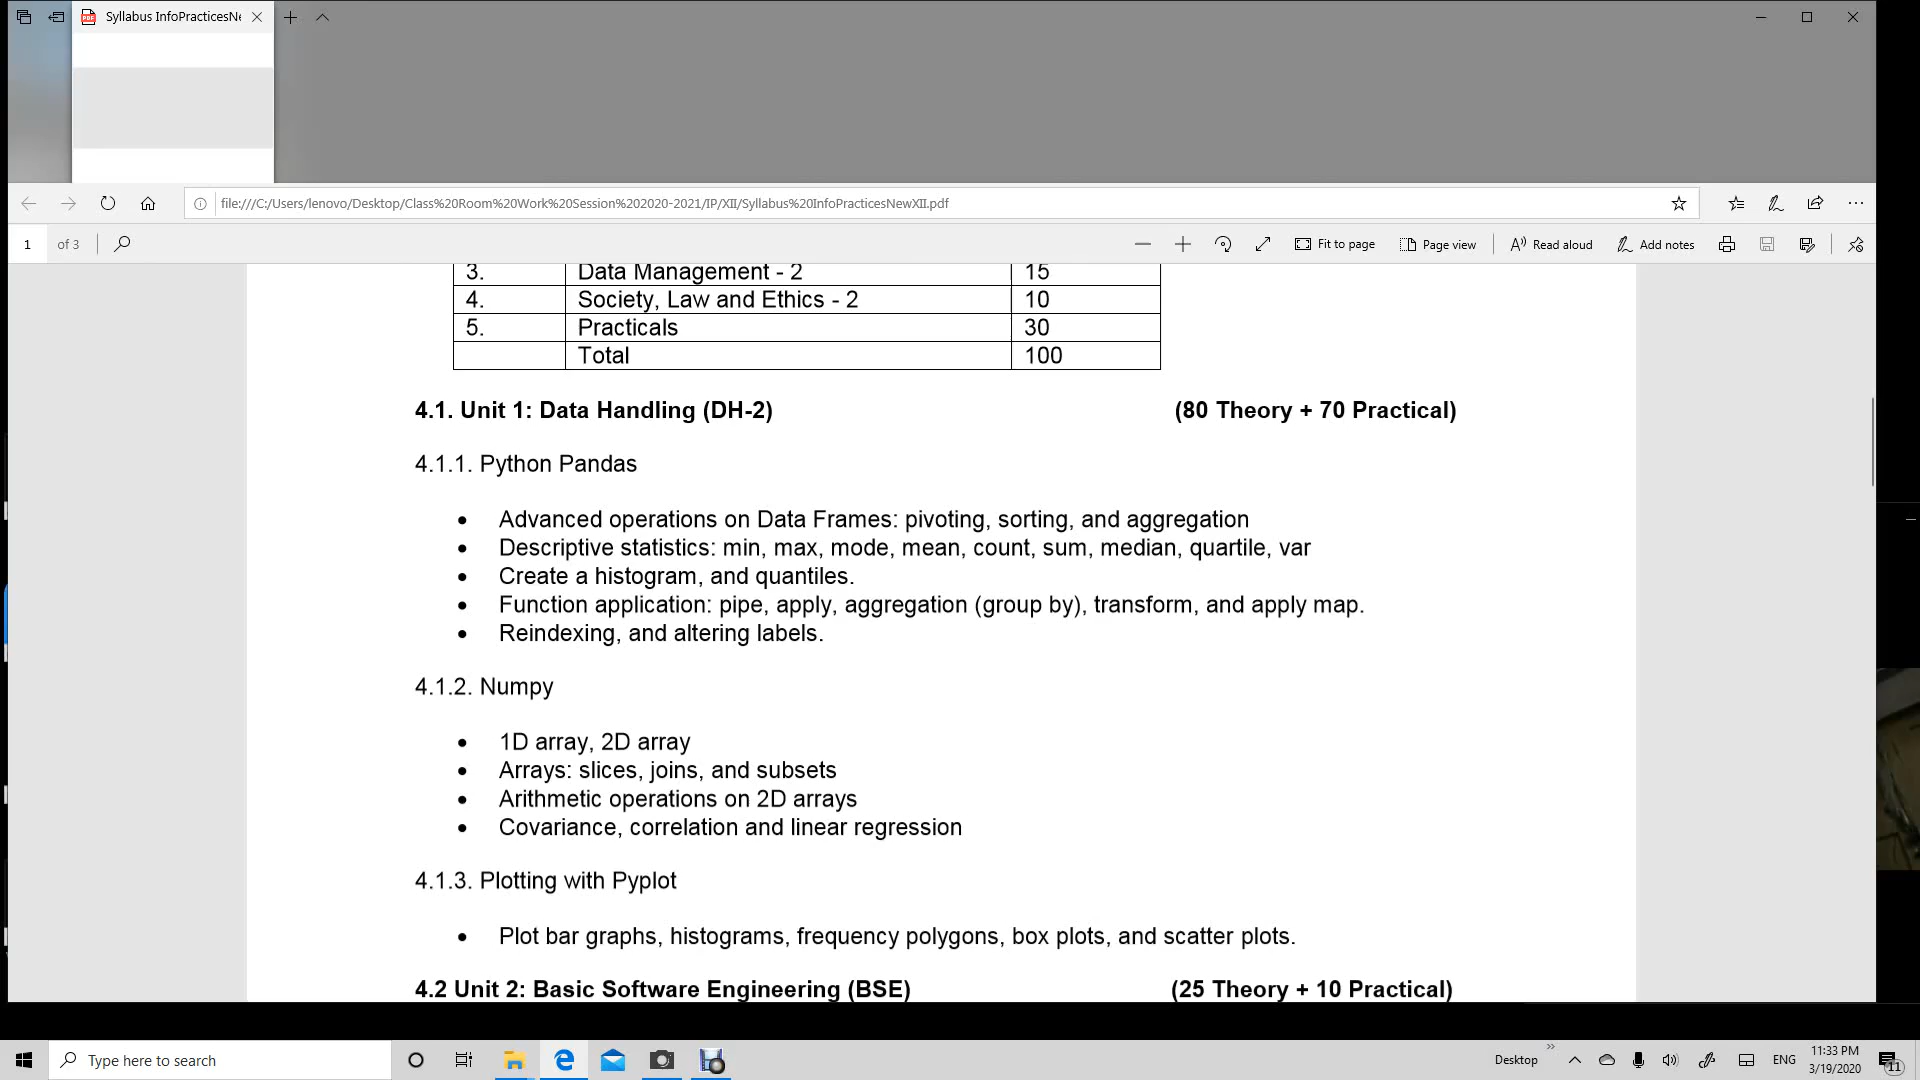 Syllabus InfoPracticesNe
file:///C:/Users/lenovo/Desktop/Class%20Room%20Work%20Session%202020-2021/IP/XII/Syllabus%20InfoPracticesNewXII.pdf
1 of 3 Fit to page Page view Read aloud Add notes
3. Data Management - 2 15
4. Society, Law and Ethics - 2 10
5. Practicals 30
Total 100
4.1. Unit 1: Data Handling (DH-2) (80 Theory + 70 Practical)
4.1.1. Python Pandas
• Advanced operations on Data Frames: pivoting, sorting, and aggregation
• Descriptive statistics: min, max, mode, mean, count, sum, median, quartile, var
• Create a histogram, and quantiles.
• Function application: pipe, apply, aggregation (group by), transform, and apply map.
• Reindexing, and altering labels.
4.1.2. Numpy
• 1D array, 2D array
• Arrays: slices, joins, and subsets
• Arithmetic operations on 2D arrays
• Covariance, correlation and linear regression
4.1.3. Plotting with Pyplot
• Plot bar graphs, histograms, frequency polygons, box plots, and scatter plots.
4.2 Unit 2: Basic Software Engineering (BSE) (25 Theory + 10 Practical)
Type here to search
Desktop
ENG
11:33 PM
3/19/2020
11